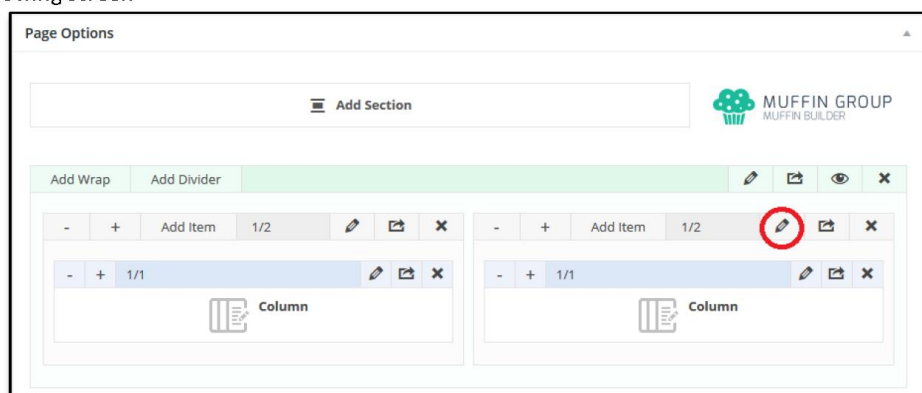 Page Options
Add Section
MUFFIN GROUP
MUFFIN BUILDER
Add Wrap Add Divider
- + Add Item 1/2 - + Add Item 1/2
- + 1/1 - + 1/1
Column Column